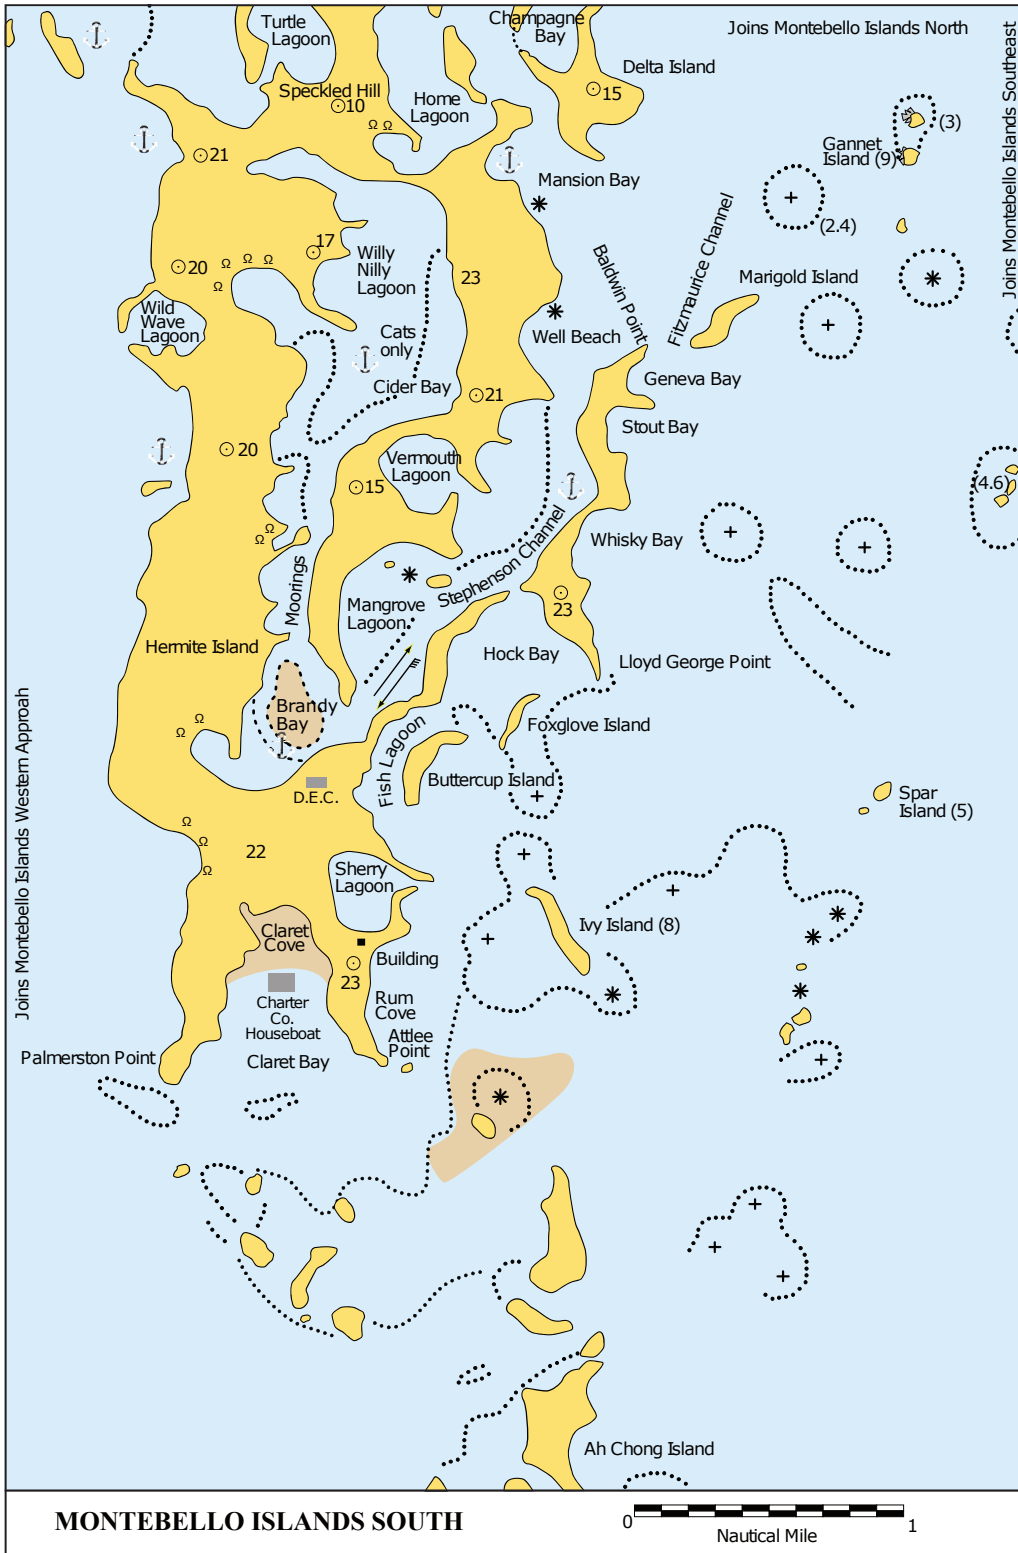 Turtle
Lagoon
Champagne
Bay
Joins Montebello Islands North
Joins Montebello Islands Southeast
Delta Island
Speckled Hill
10
15
Home
Lagoon
(3)
Gannet
Island (9)
21
Mansion Bay
(2.4)
17
20
Willy
Nilly
Lagoon
23
Baldwin Point
Fitzmaurice Channel
Marigold Island
Wild
Wave
Lagoon
Cats
only
Well Beach
Cider Bay
21
Geneva Bay
Stout Bay
20
Vermouth
Lagoon
15
(4.6)
Whisky Bay
Stephenson Channel
Moorings
Mangrove
Lagoon
23
Hermite Island
Hock Bay
Lloyd George Point
Joins Montebello Islands Western Approah
Brandy
Bay
Foxglove Island
Fish Lagoon
Buttercup Island
D.E.C.
Spar
Island (5)
22
Sherry
Lagoon
Ivy Island (8)
Claret
Cove
Building
23
Charter
Co.
Houseboat
Rum
Cove
Attlee
Point
Palmerston Point
Claret Bay
Ah Chong Island
MONTEBELLO ISLANDS SOUTH
0
1
Nautical Mile